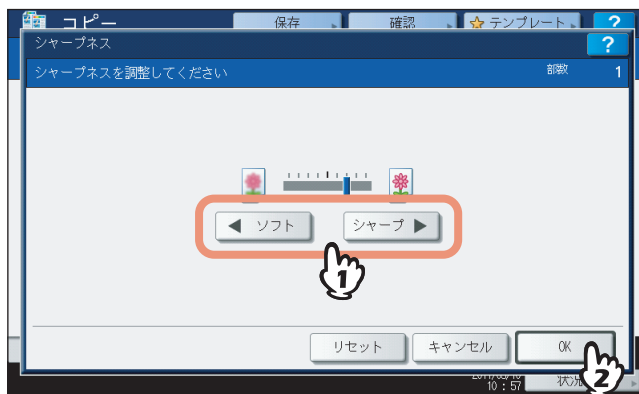 コピー 保存 確認 テンプレート ?
シャープネス ?
シャープネスを調整してください 部数 1
ソフト シャープ
1
リセット キャンセル OK
2
10:57 状況